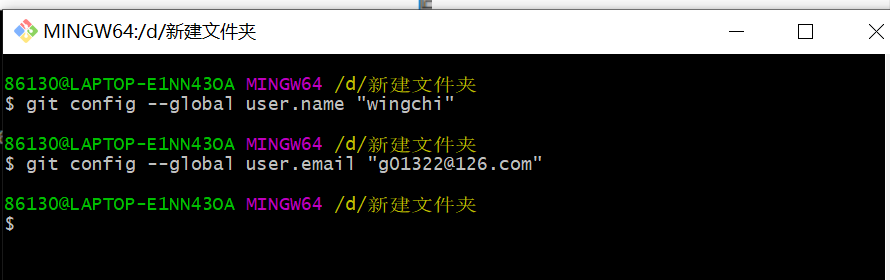 MINGW64:/d/新建文件夹
86130@LAPTOP-E1NN43OA MINGW64 /d/新建文件夹
$ git config --global user.name "wingchi"
86130@LAPTOP-E1NN43OA MINGW64 /d/新建文件夹
$ git config --global user.email "g01322@126.com"
86130@LAPTOP-E1NN43OA MINGW64 /d/新建文件夹
$